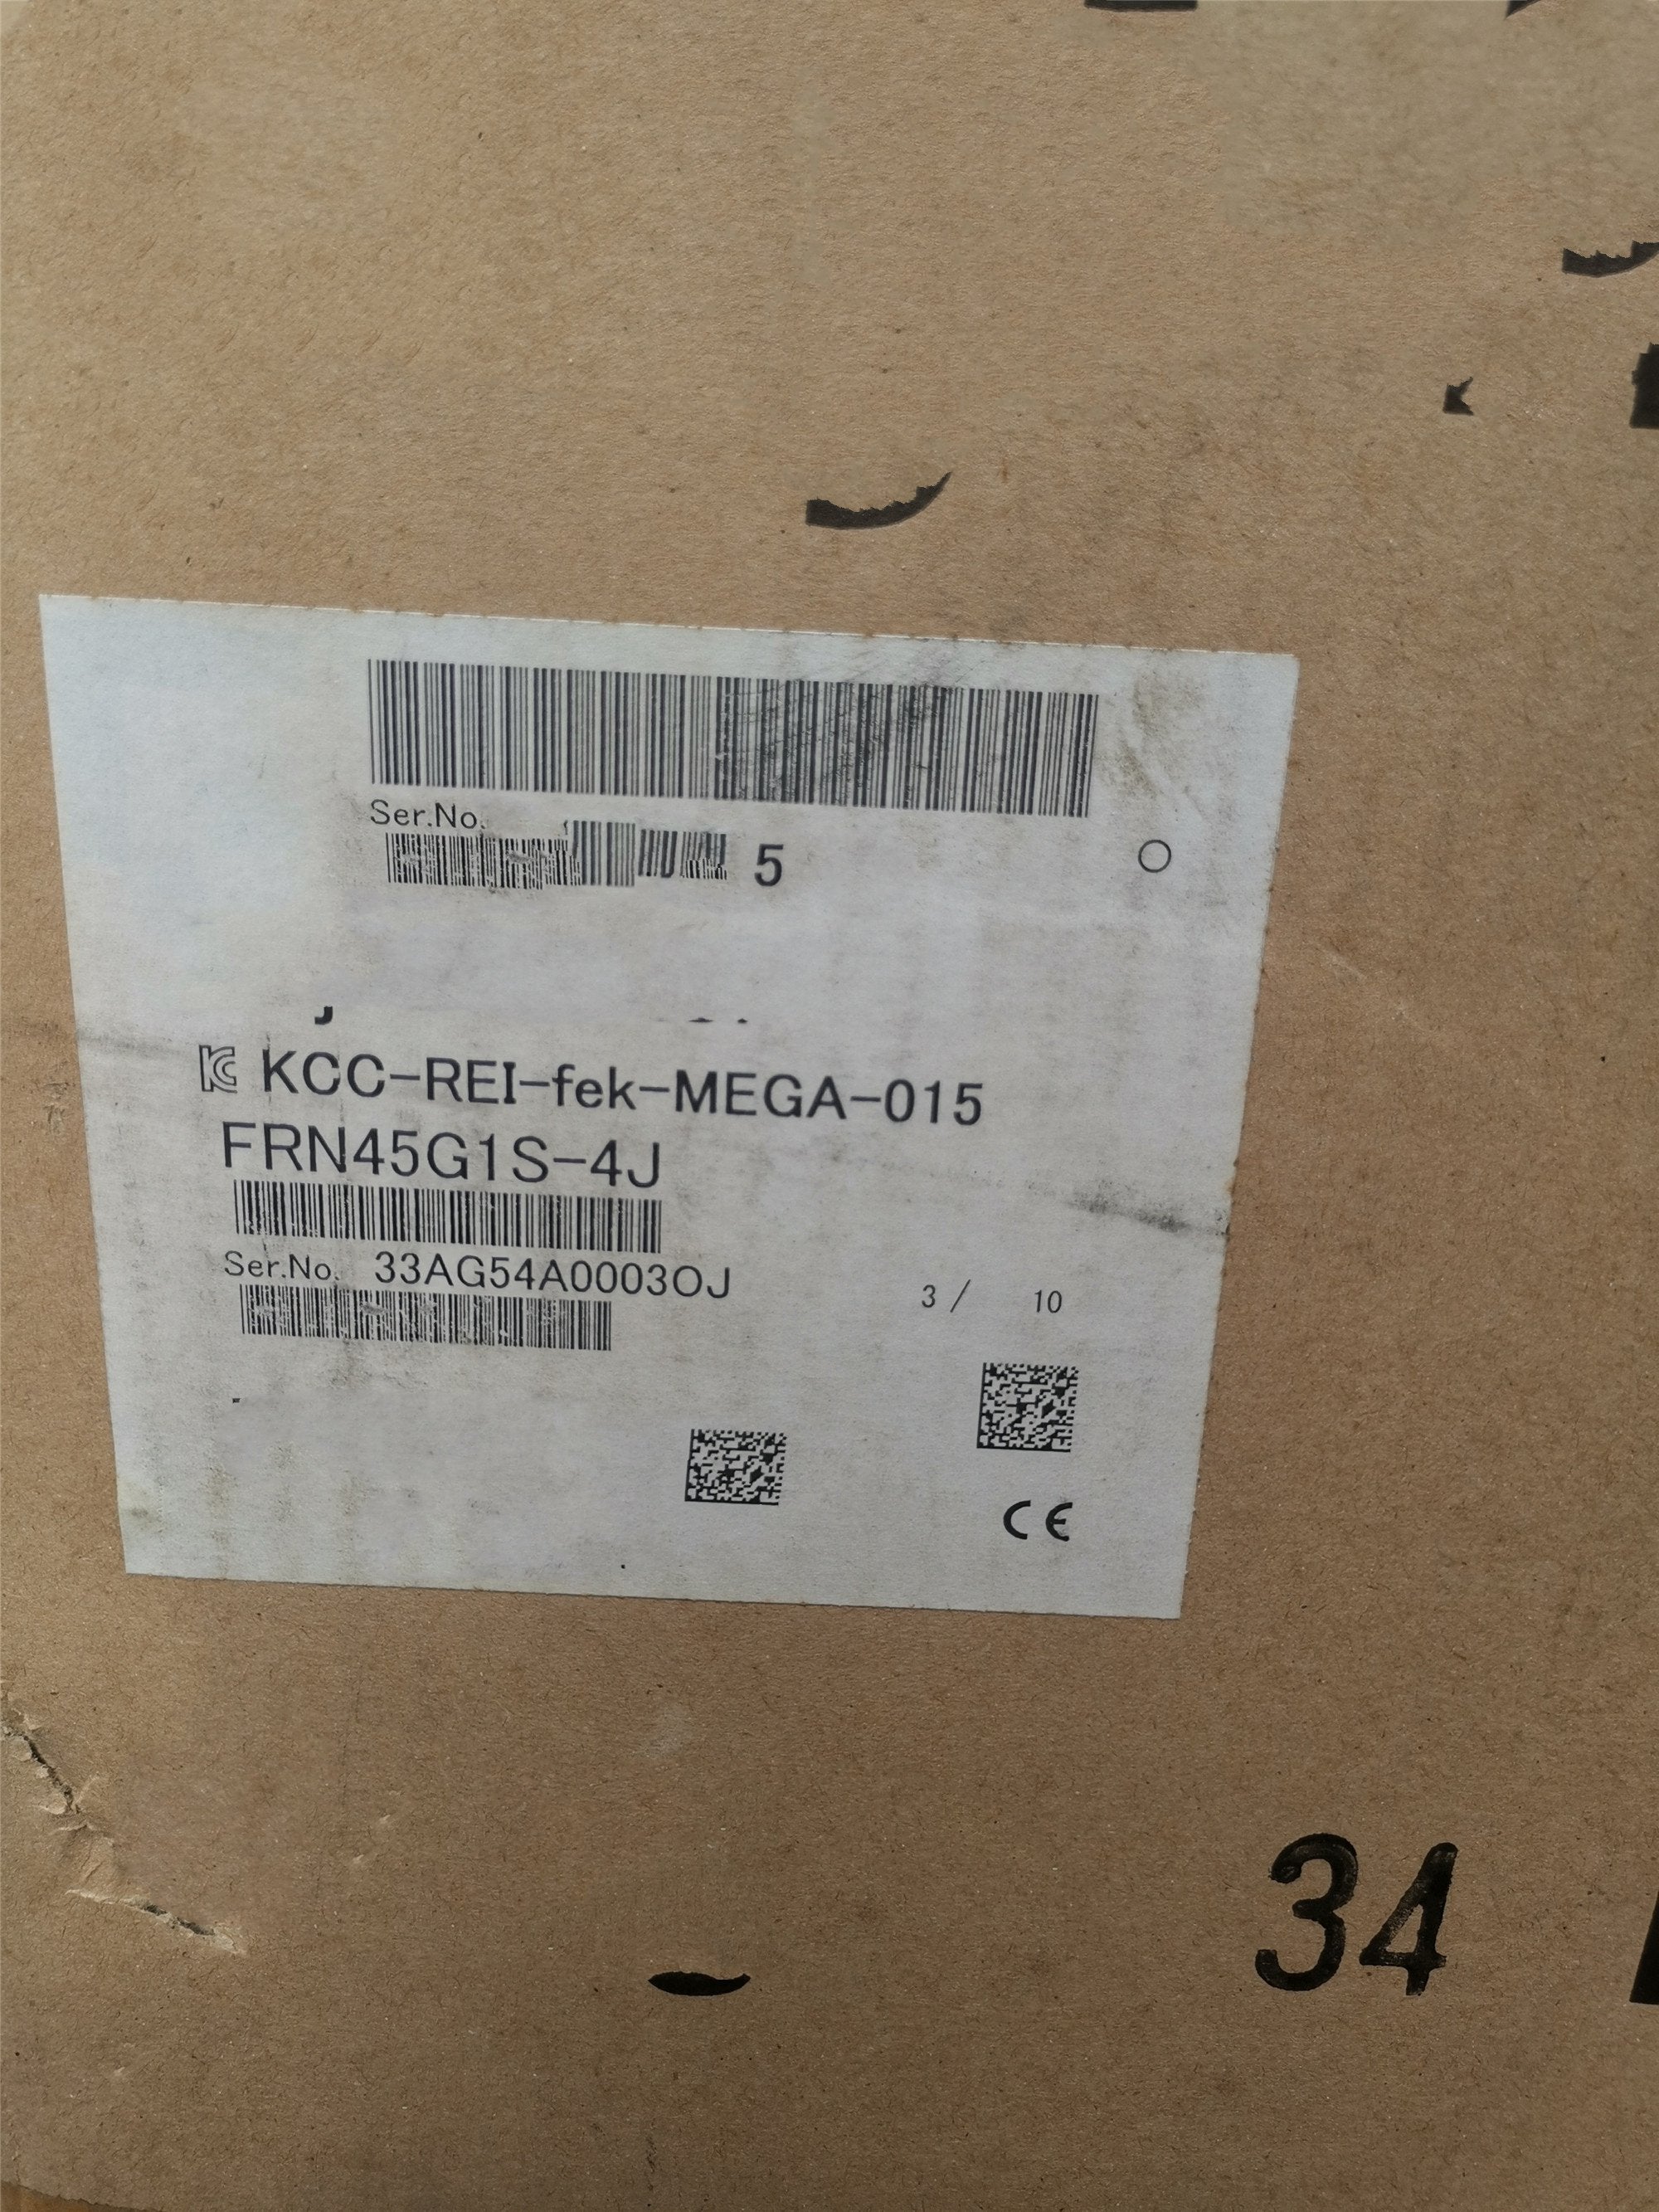 Ser.No.
5
KCC-REI-fek-MEGA-015
FRN45G1S-4J
Ser.No. 33AG54A0003OJ
3 / 10
CE
34